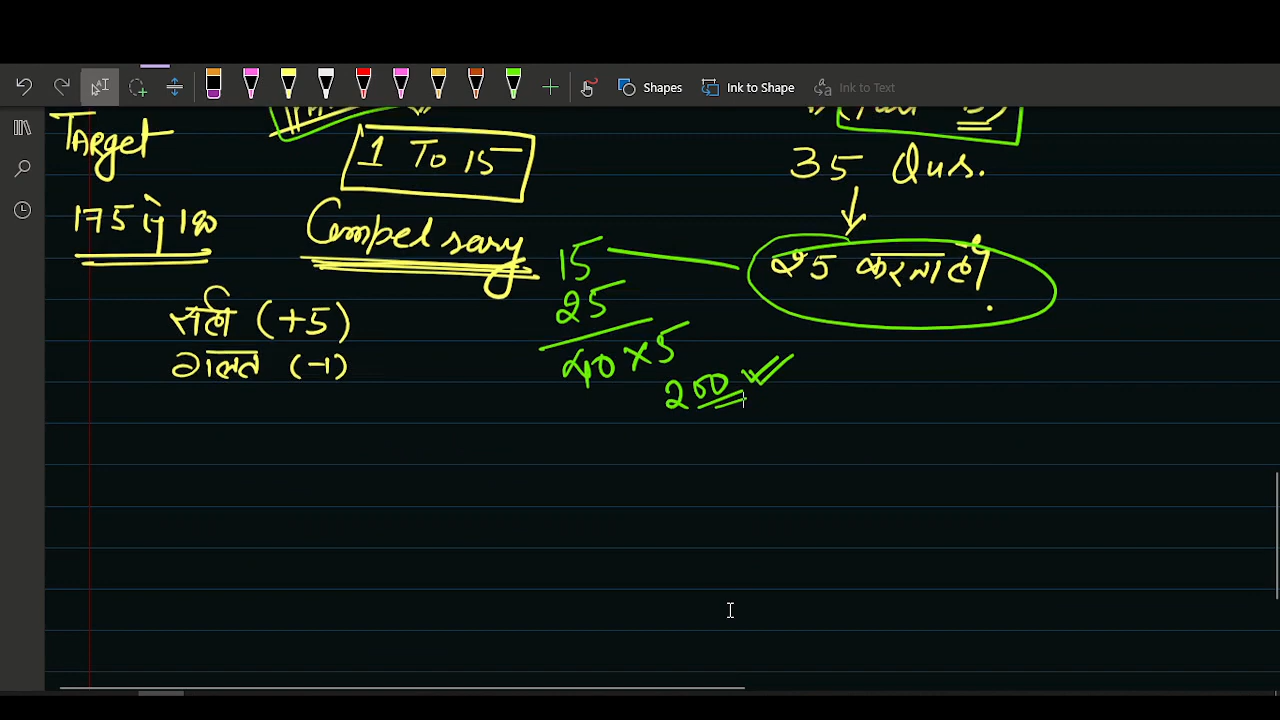 Shapes
Ink to Shape
Ink to Text
TARget
1 To 15
35 Qus.
175 में 180
Compelsary
15
25 करना है।
25
सही (+5)
40 x 5
गलत (-1)
200